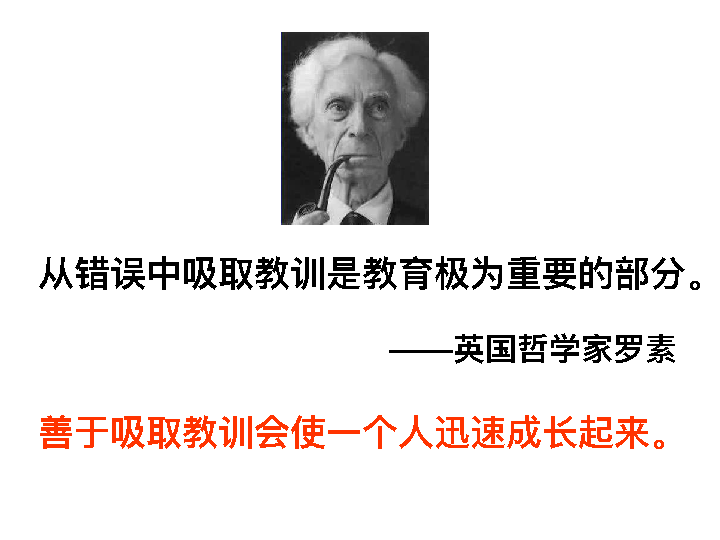 从错误中吸取教训是教育极为重要的部分。
——英国哲学家罗素
善于吸取教训会使一个人迅速成长起来。